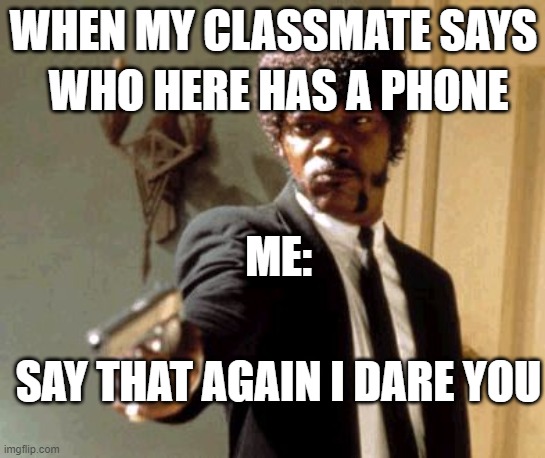 WHEN MY CLASSMATE SAYS
WHO HERE HAS A PHONE
ME:
SAY THAT AGAIN I DARE YOU
imgflip.com